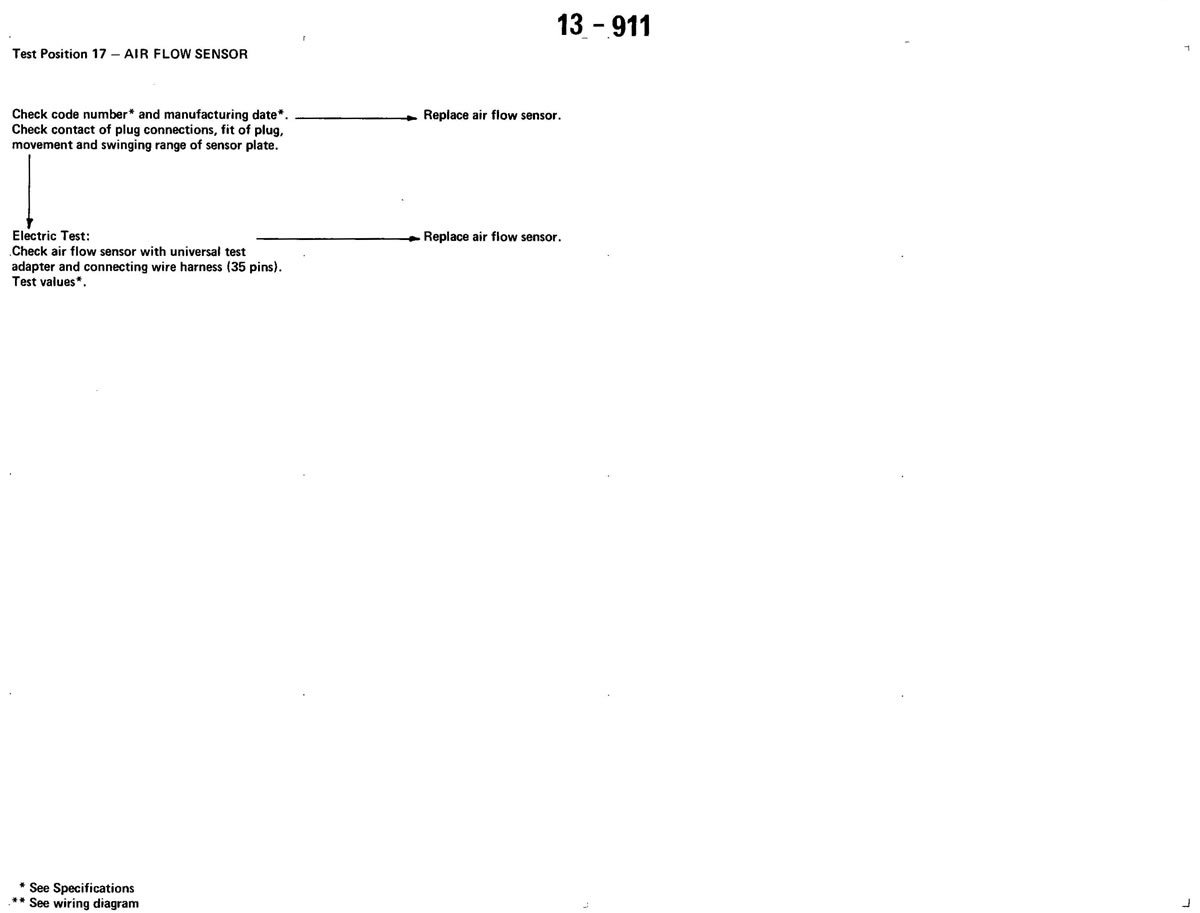 13 - 911
Test Position 17 — AIR FLOW SENSOR
Check code number* and manufacturing date*.
Replace air flow sensor.
Check contact of plug connections, fit of plug,
movement and swinging range of sensor plate.
Electric Test:
Replace air flow sensor.
Check air flow sensor with universal test
adapter and connecting wire harness (35 pins).
Test values*.
* See Specifications
** See wiring diagram